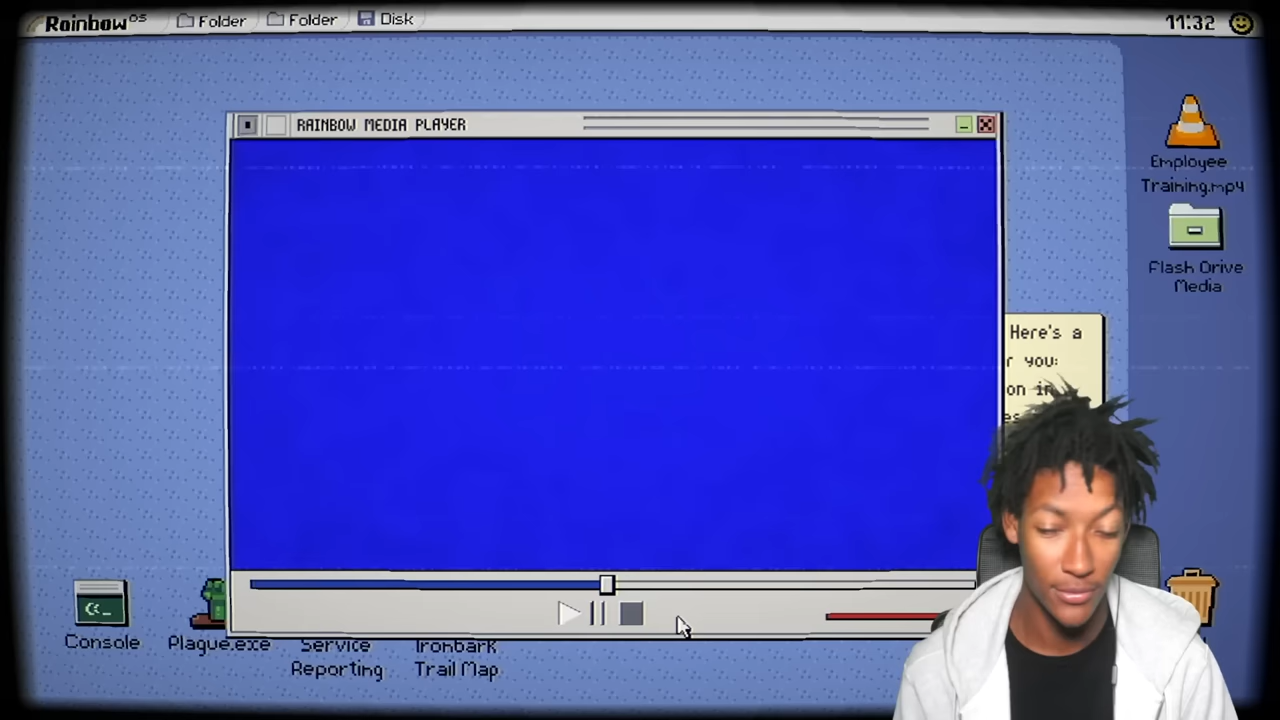 Rainbow OS
Folder
Folder
Disk
11:32
RAINBOW MEDIA PLAYER
Employee
Training.mp4
Flash Drive
Media
Here's a
you:
on in
Console
Plague.exe
Service
Reporting
Ironbark
Trail Map